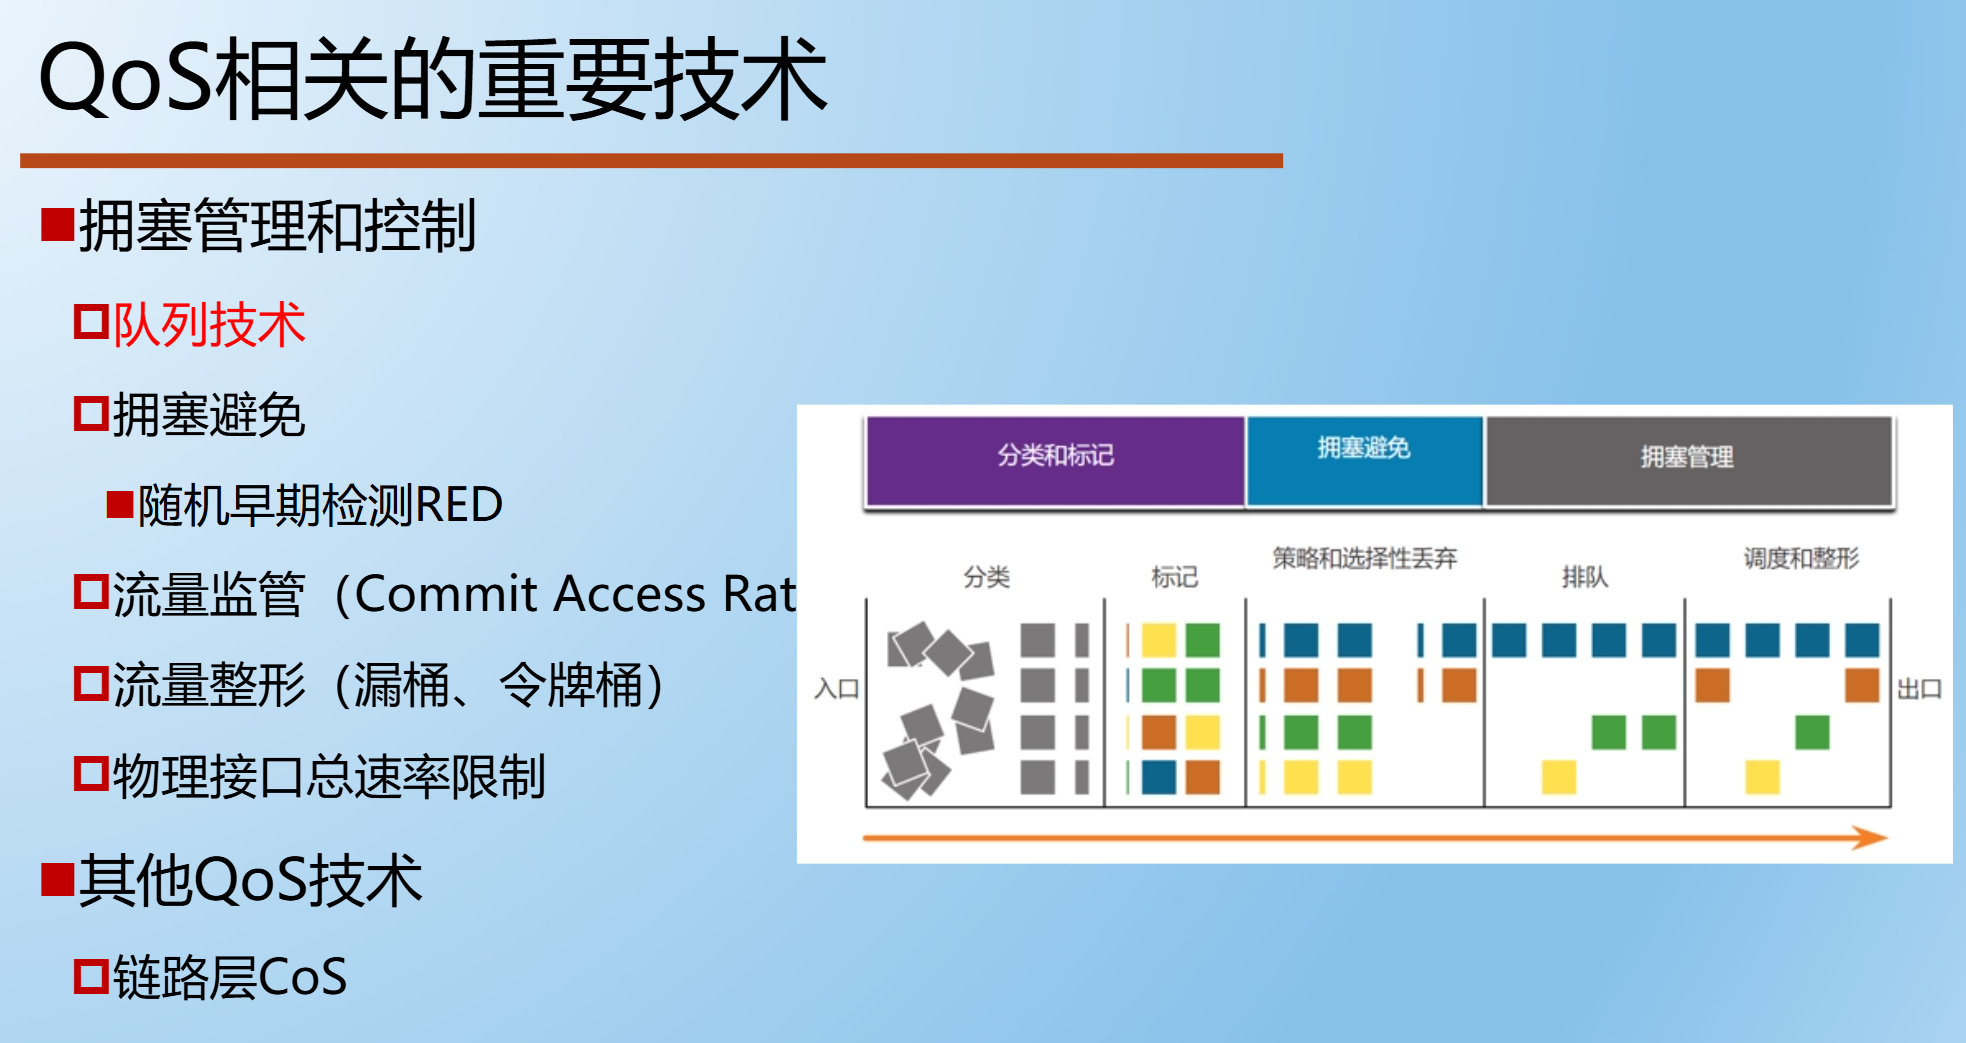 QoS相关的重要技术
拥塞管理和控制
队列技术
拥塞避免
随机早期检测RED
流量监管（Commit Access Rat
流量整形（漏桶、令牌桶）
物理接口总速率限制
其他QoS技术
链路层CoS
分类和标记
拥塞避免
拥塞管理
分类
标记
策略和选择性丢弃
排队
调度和整形
入口
出口